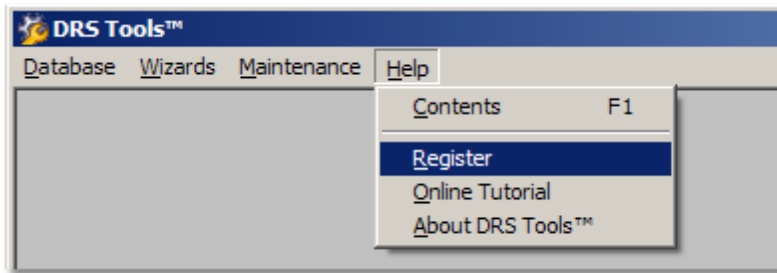 DRS Tools™
Database Wizards Maintenance Help
Contents F1
Register
Online Tutorial
About DRS Tools™